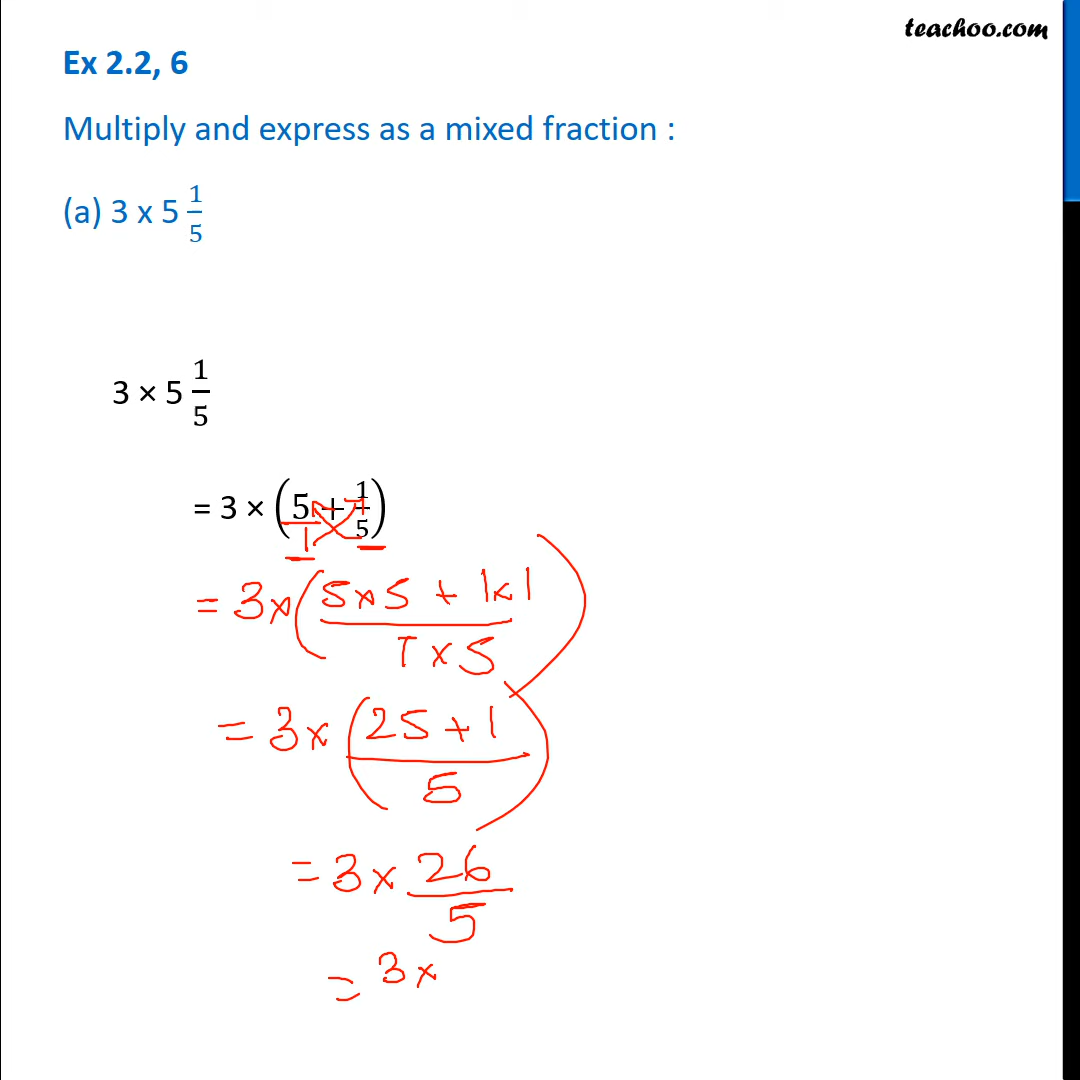 teachoo.com
Ex 2.2, 6
Multiply and express as a mixed fraction :
(a) 3 x 5 1/5
3 × 5 1/5
= 3 × (5/1 + 1/5)
= 3 × (5 × 5 + 1 × 1 / 1 × 5)
= 3 × (25 + 1 / 5)
= 3 × 26/5
= 3 ×